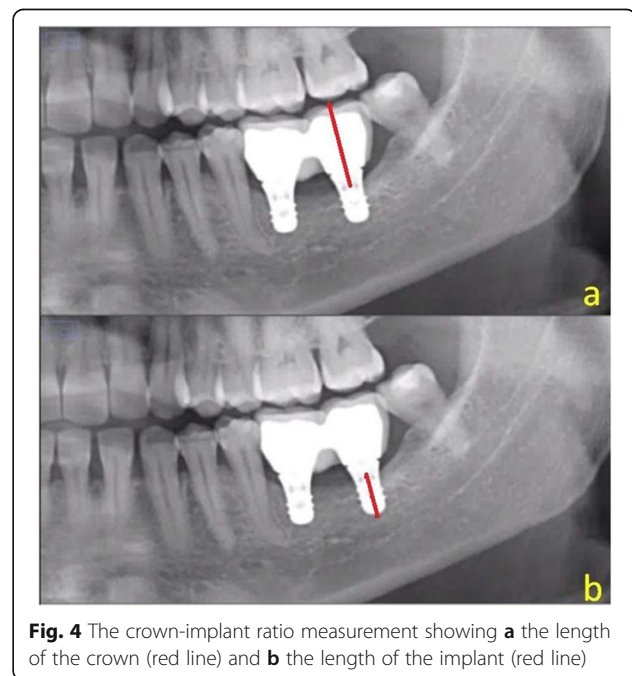 a
b
Fig. 4 The crown-implant ratio measurement showing a the length
of the crown (red line) and b the length of the implant (red line)